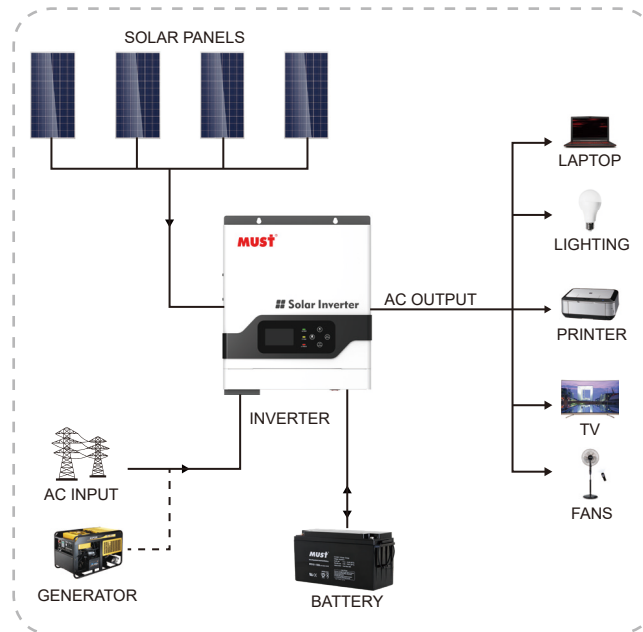 SOLAR PANELS
MUST
Solar Inverter
AC OUTPUT
LAPTOP
LIGHTING
PRINTER
TV
FANS
INVERTER
AC INPUT
GENERATOR
MUST
BATTERY